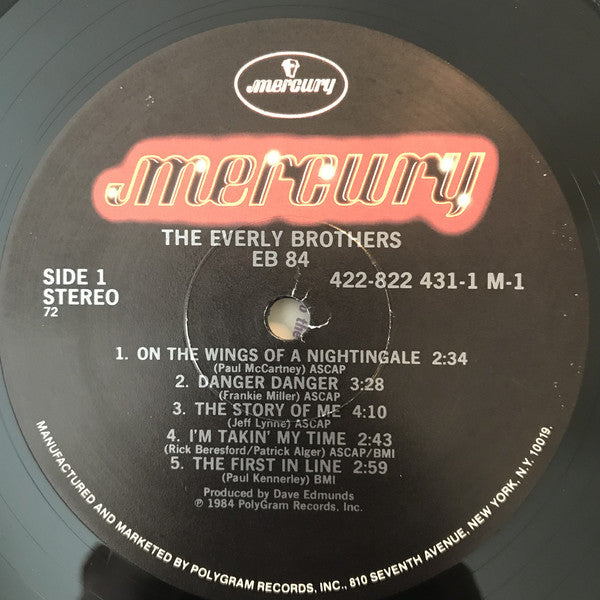 mercury
mercury
THE EVERLY BROTHERS
EB 84
SIDE 1
STEREO
72
422-822 431-1 M-1
1. ON THE WINGS OF A NIGHTINGALE 2:34
(Paul McCartney) ASCAP
2. DANGER DANGER 3:28
(Frankie Miller) ASCAP
3. THE STORY OF ME 4:10
(Jeff Lynne) ASCAP
4. I'M TAKIN' MY TIME 2:43
(Rick Beresford/Patrick Alger) ASCAP/BMI
5. THE FIRST IN LINE 2:59
(Paul Kennerley) BMI
Produced by Dave Edmunds
℗ 1984 PolyGram Records, Inc.
MANUFACTURED AND MARKETED BY POLYGRAM RECORDS, INC., 810 SEVENTH AVENUE, NEW YORK, N.Y. 10019.